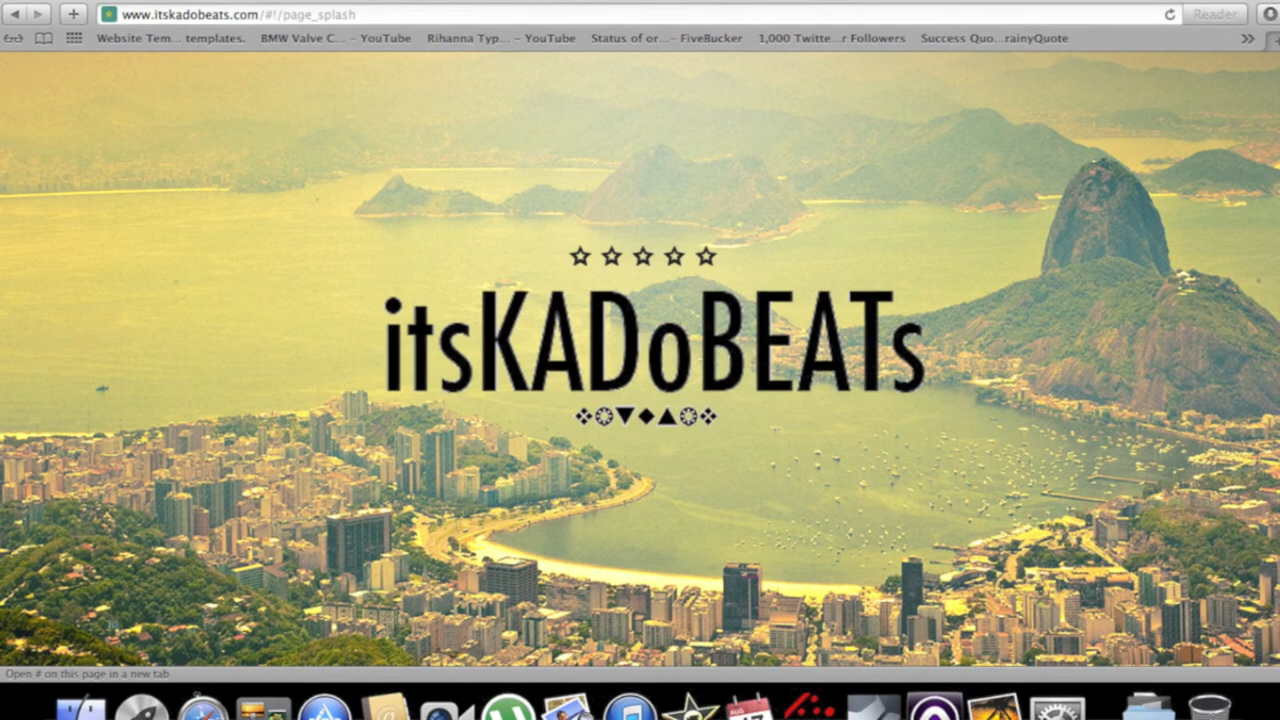 www.itskadobeats.com/#!/page_splash
Reader
Website Tem... templates. BMW Valve C... – YouTube Rihanna Typ... – YouTube Status of or...– FiveBucker 1,000 Twitte...r Followers Success Quo...rainyQuote
itsKADoBEATs
Open # on this page in a new tab
AUG